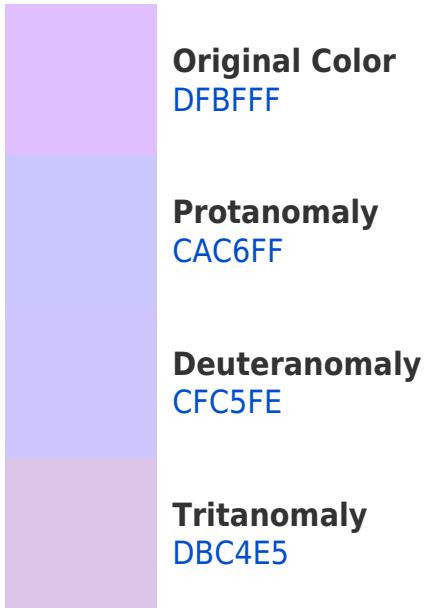 Original Color
DFBFFF
Protanomaly
CAC6FF
Deuteranomaly
CFC5FE
Tritanomaly
DBC4E5